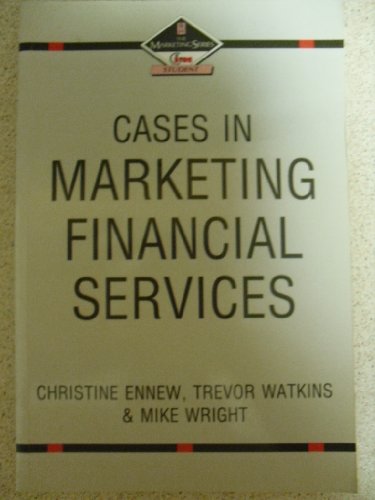 THE
MARKETING SERIES
STUDENT
CASES IN
MARKETING
FINANCIAL
SERVICES
CHRISTINE ENNEW, TREVOR WATKINS
& MIKE WRIGHT